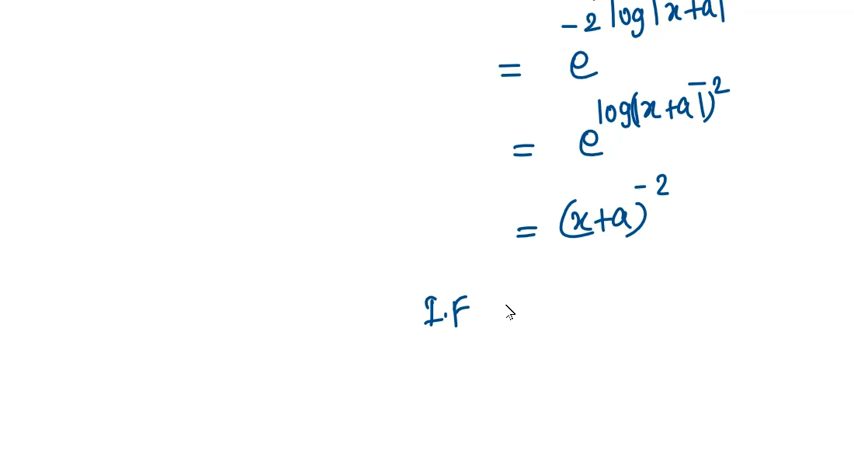 -2 log|x+a|
= e
log(|x+a|)^-2
= e
= (x+a)^-2
I.F